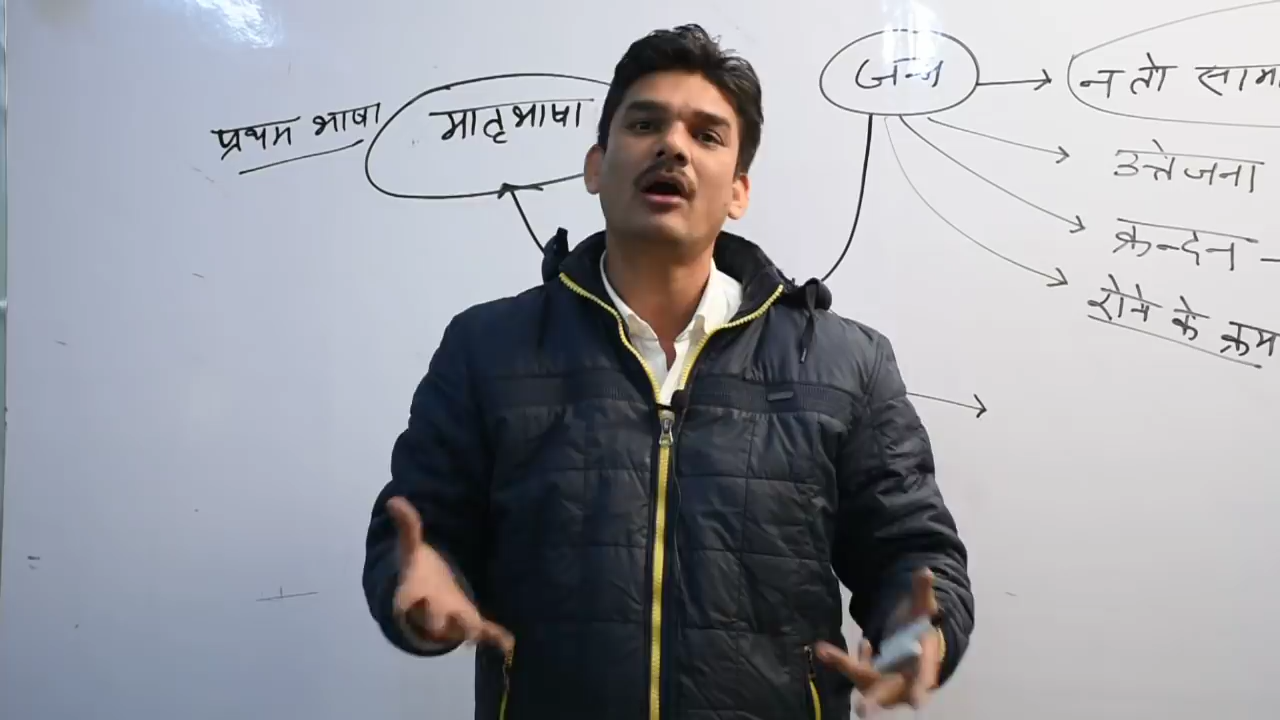 प्रथम भाषा
मातृभाषा
जन्म
न तो
उत्तेजना
क्रन्दन -
रोने के क्रम